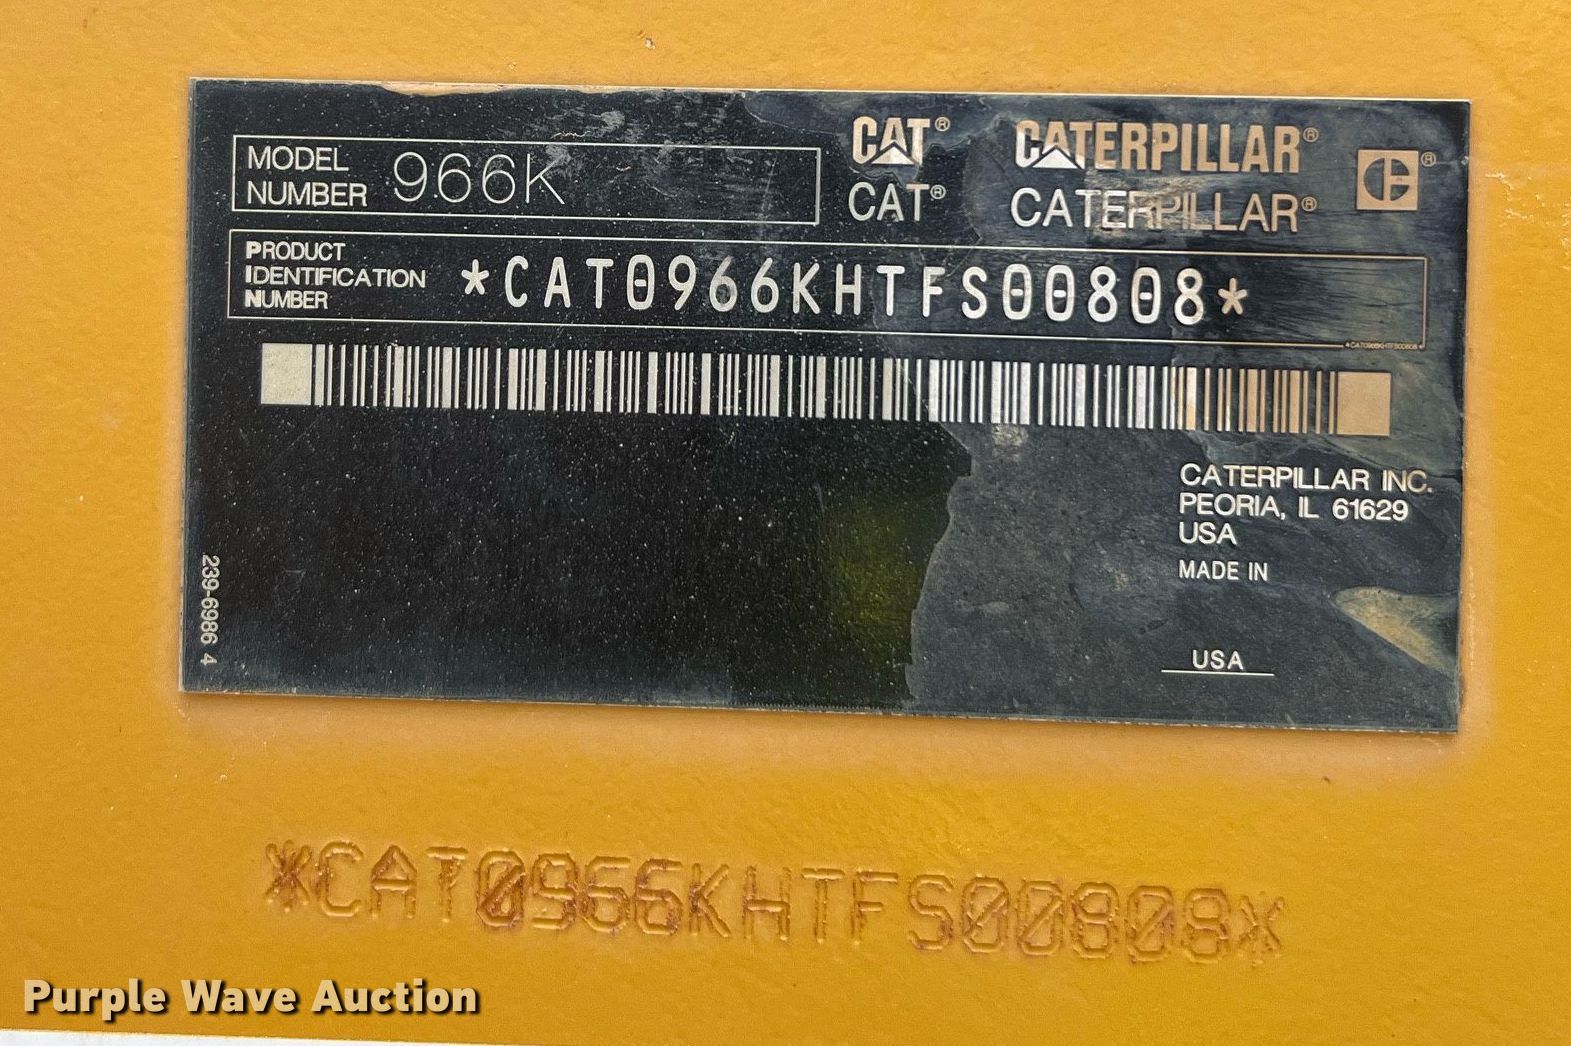 MODEL NUMBER 966K
CAT® CATERPILLAR®
CAT® CATERPILLAR®
PRODUCT
IDENTIFICATION
NUMBER
*CAT0966KHTFS00808*
*CAT0966KHTFS00808
CATERPILLAR INC.
PEORIA, IL 61629
USA
MADE IN
USA
239-6986 4
*CAT0966KHTFS00808*
Purple Wave Auction